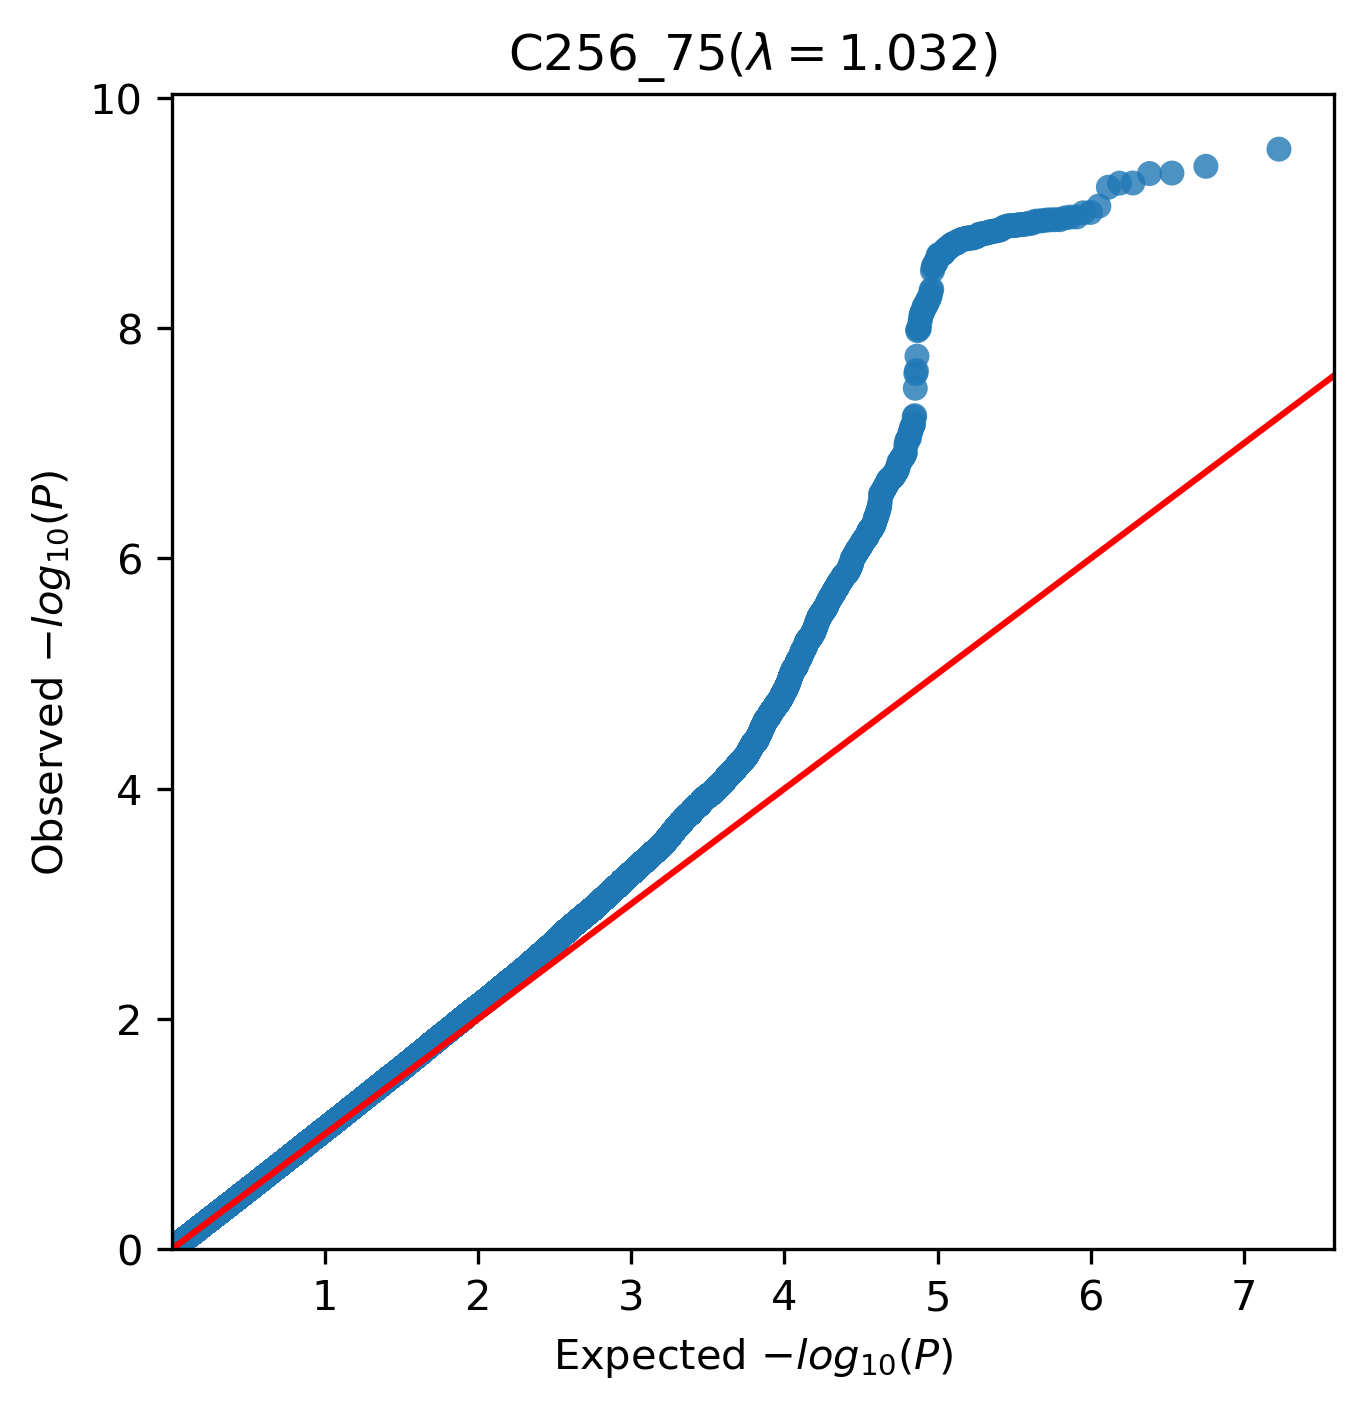 C256_75(λ = 1.032)
10
8
6
4
2
0
Observed −log₁₀(P)
1 2 3 4 5 6 7
Expected −log₁₀(P)